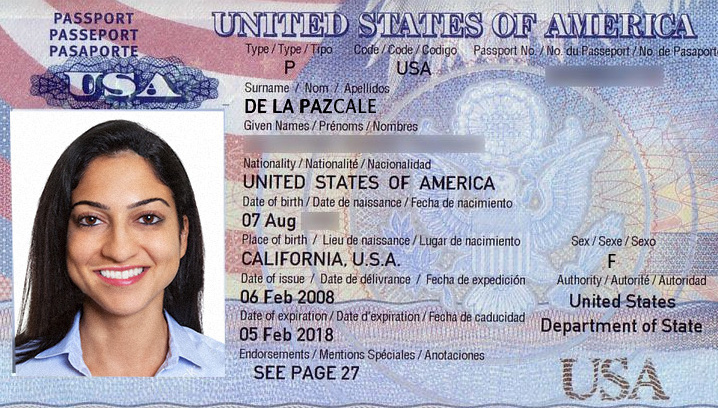 PASSPORT
PASSEPORT
PASAPORTE
USA
UNITED STATES OF AMERICA
Type / Type / Tipo Code / Code / Codigo Passport No. / No. du Passeport / No. de Pasaport
P USA
Surname / Nom / Apellidos
DE LA PAZCALE
Given Names / Prénoms / Nombres
Nationality / Nationalité / Nacionalidad
UNITED STATES OF AMERICA
Date of birth / Date de naissance / Fecha de nacimiento
07 Aug
Place of birth / Lieu de naissance / Lugar de nacimiento Sex / Sexe / Sexo
CALIFORNIA, U.S.A. F
Date of issue / Date de délivrance / Fecha de expedición Authority / Autorité / Autoridad
06 Feb 2008 United States
Date of expiration / Date d'expiration / Fecha de caducidad Department of State
05 Feb 2018
Endorsements / Mentions Spéciales / Anotaciones
SEE PAGE 27
USA